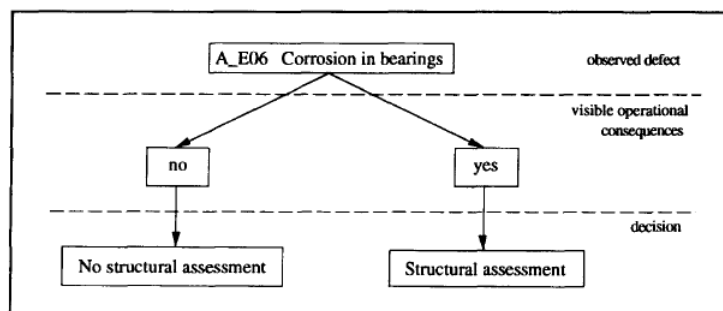 A_E06 Corrosion in bearings
observed defect
visible operational
consequences
no
yes
decision
No structural assessment
Structural assessment